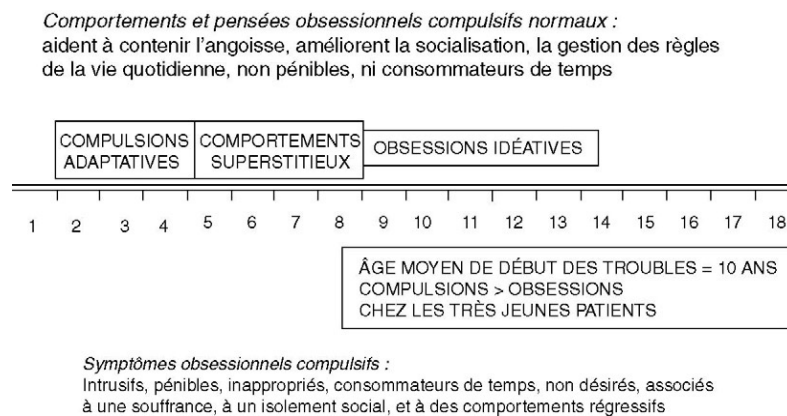 Comportements et pensées obsessionnels compulsifs normaux :
aident à contenir l'angoisse, améliorent la socialisation, la gestion des règles
de la vie quotidienne, non pénibles, ni consommateurs de temps
COMPULSIONS
ADAPTATIVES
COMPORTEMENTS
SUPERSTITIEUX
OBSESSIONS IDÉATIVES
1 2 3 4 5 6 7 8 9 10 11 12 13 14 15 16 17 18
ÂGE MOYEN DE DÉBUT DES TROUBLES = 10 ANS
COMPULSIONS > OBSESSIONS
CHEZ LES TRÈS JEUNES PATIENTS
Symptômes obsessionnels compulsifs :
Intrusifs, pénibles, inappropriés, consommateurs de temps, non désirés, associés
à une souffrance, à un isolement social, et à des comportements régressifs